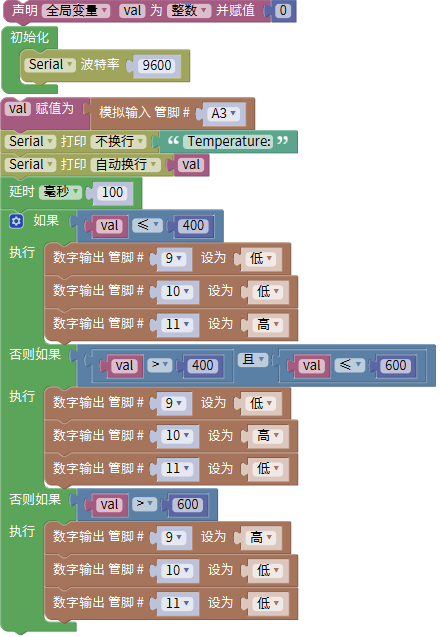 声明 全局变量 val 为 整数 并赋值 0
初始化
Serial 波特率 9600
val 赋值为 模拟输入 管脚 # A3
Serial 打印 不换行 “ Temperature: ”
Serial 打印 自动换行 val
延时 毫秒 100
如果 val ≤ 400
执行 数字输出 管脚 # 9 设为 低
数字输出 管脚 # 10 设为 低
数字输出 管脚 # 11 设为 高
否则如果 val > 400 且 val ≤ 600
执行 数字输出 管脚 # 9 设为 低
数字输出 管脚 # 10 设为 高
数字输出 管脚 # 11 设为 低
否则如果 val > 600
执行 数字输出 管脚 # 9 设为 高
数字输出 管脚 # 10 设为 低
数字输出 管脚 # 11 设为 低